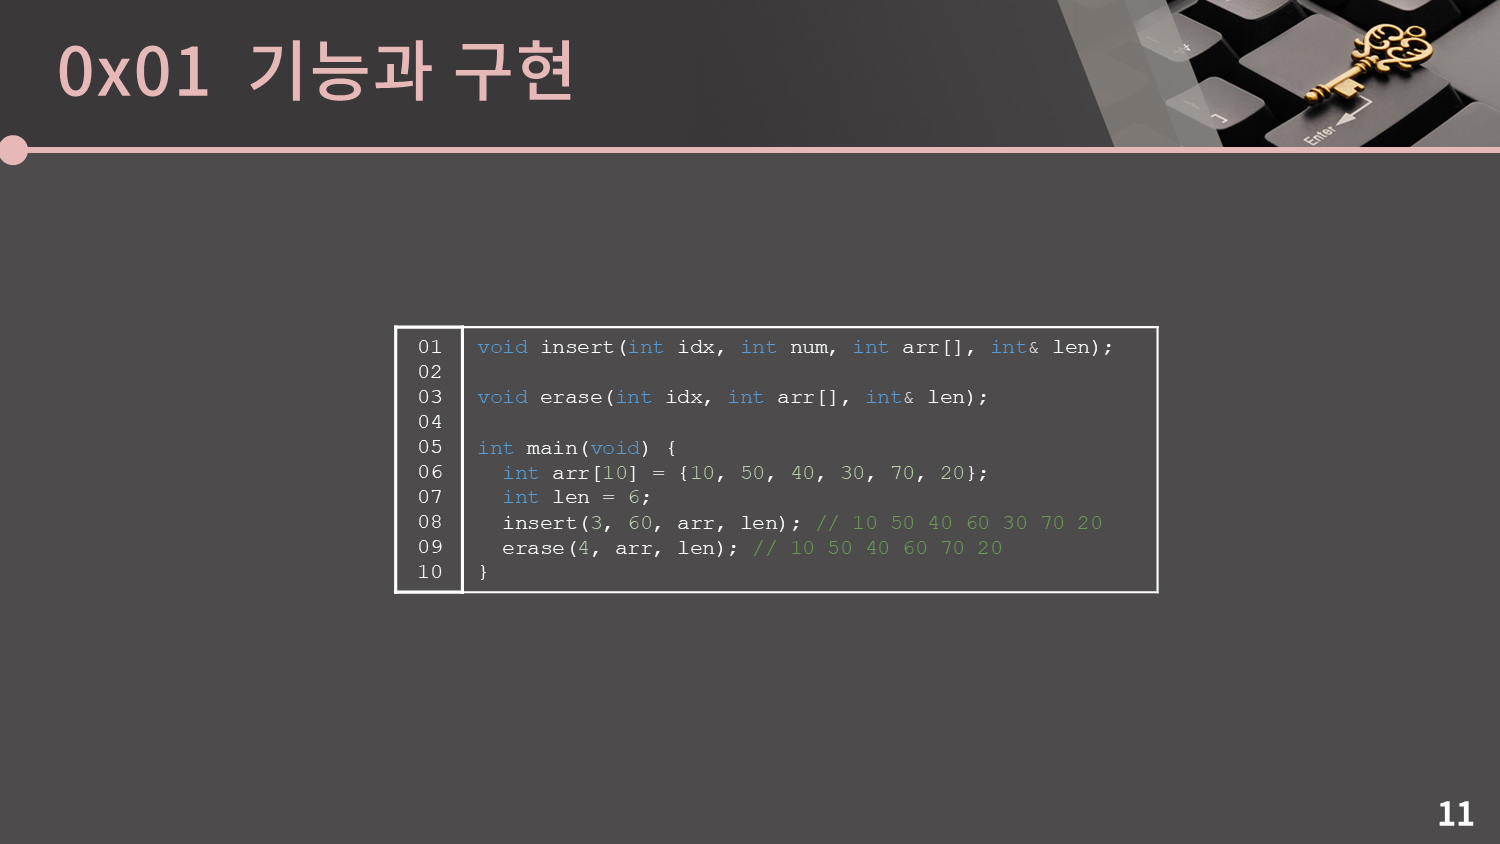 0x01 기능과 구현
Enter
01 void insert(int idx, int num, int arr[], int& len);
02
03 void erase(int idx, int arr[], int& len);
04
05 int main(void) {
06   int arr[10] = {10, 50, 40, 30, 70, 20};
07   int len = 6;
08   insert(3, 60, arr, len); // 10 50 40 60 30 70 20
09   erase(4, arr, len); // 10 50 40 60 70 20
10 }
11